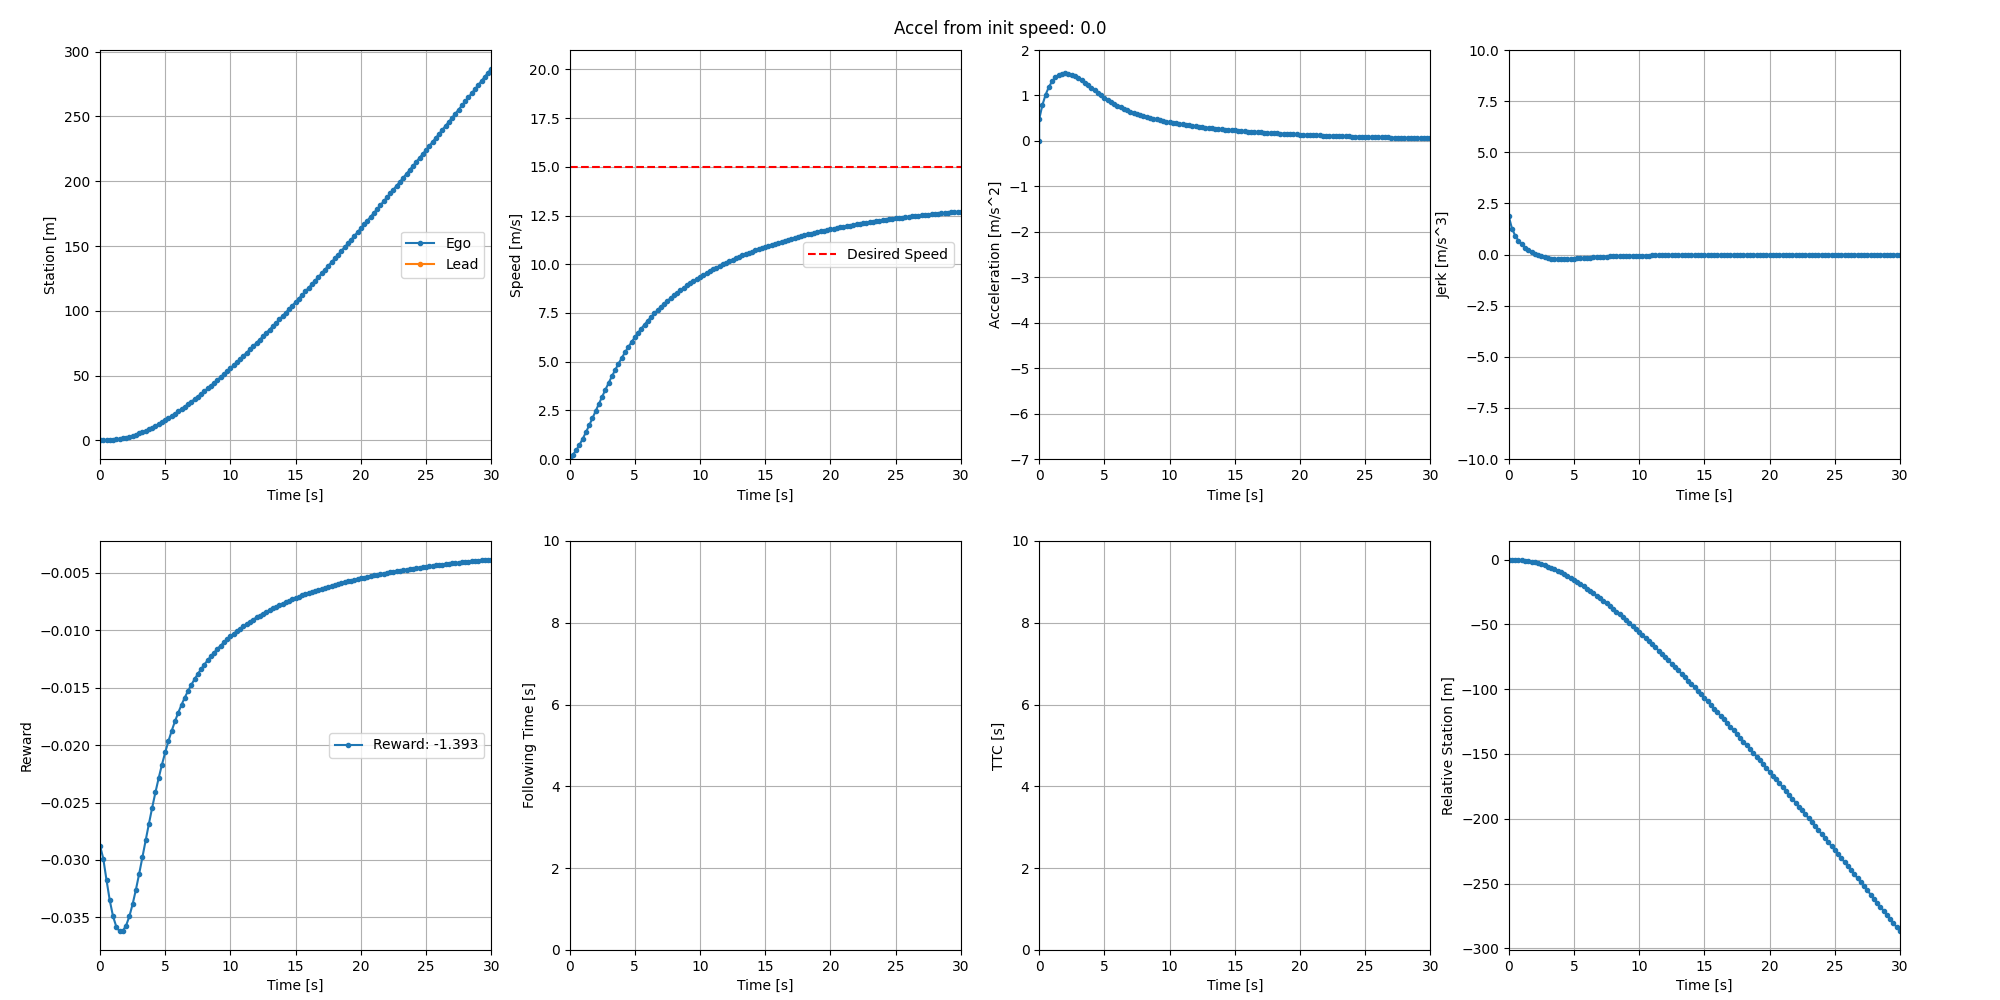 Accel from init speed: 0.0
Station [m]
300
250
200
150
100
50
0
Ego
Lead
0 5 10 15 20 25 30
Time [s]
Speed [m/s]
20.0
17.5
15.0
12.5
10.0
7.5
5.0
2.5
0.0
Desired Speed
0 5 10 15 20 25 30
Time [s]
Acceleration [m/s^2]
2
1
0
−1
−2
−3
−4
−5
−6
−7
0 5 10 15 20 25 30
Time [s]
Jerk [m/s^3]
10.0
7.5
5.0
2.5
0.0
−2.5
−5.0
−7.5
−10.0
0 5 10 15 20 25 30
Time [s]
Reward
−0.005
−0.010
−0.015
−0.020
−0.025
−0.030
−0.035
Reward: -1.393
0 5 10 15 20 25 30
Time [s]
Following Time [s]
10
8
6
4
2
0
0 5 10 15 20 25 30
Time [s]
TTC [s]
10
8
6
4
2
0
0 5 10 15 20 25 30
Time [s]
Relative Station [m]
0
−50
−100
−150
−200
−250
−300
0 5 10 15 20 25 30
Time [s]